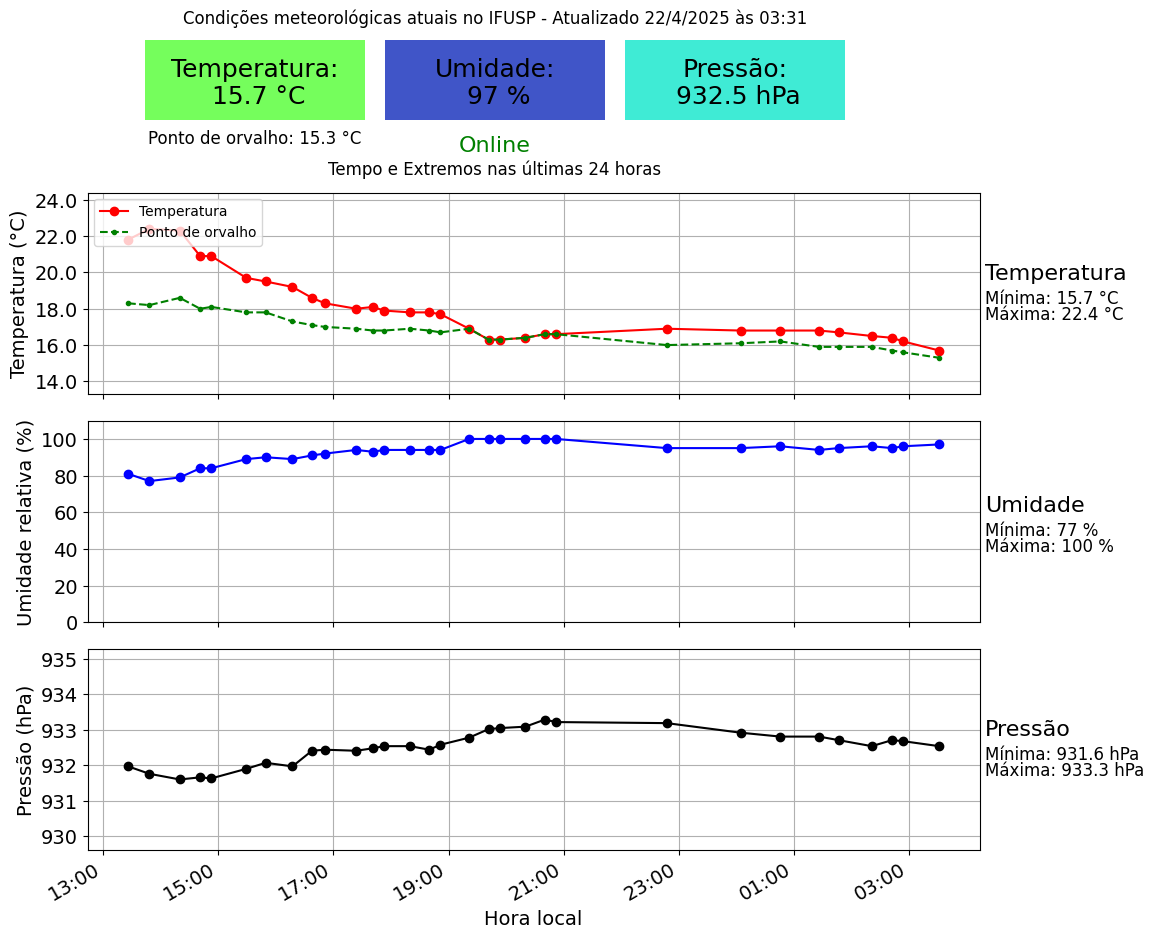 Condições meteorológicas atuais no IFUSP - Atualizado 22/4/2025 às 03:31
Temperatura:
15.7 °C
Umidade:
97 %
Pressão:
932.5 hPa
Ponto de orvalho: 15.3 °C
Online
Tempo e Extremos nas últimas 24 horas
Temperatura (°C)
24.0
22.0
20.0
18.0
16.0
14.0
Temperatura
Ponto de orvalho
Temperatura
Mínima: 15.7 °C
Máxima: 22.4 °C
Umidade relativa (%)
100
80
60
40
20
0
Umidade
Mínima: 77 %
Máxima: 100 %
Pressão (hPa)
935
934
933
932
931
930
Pressão
Mínima: 931.6 hPa
Máxima: 933.3 hPa
13:00 15:00 17:00 19:00 21:00 23:00 01:00 03:00
Hora local